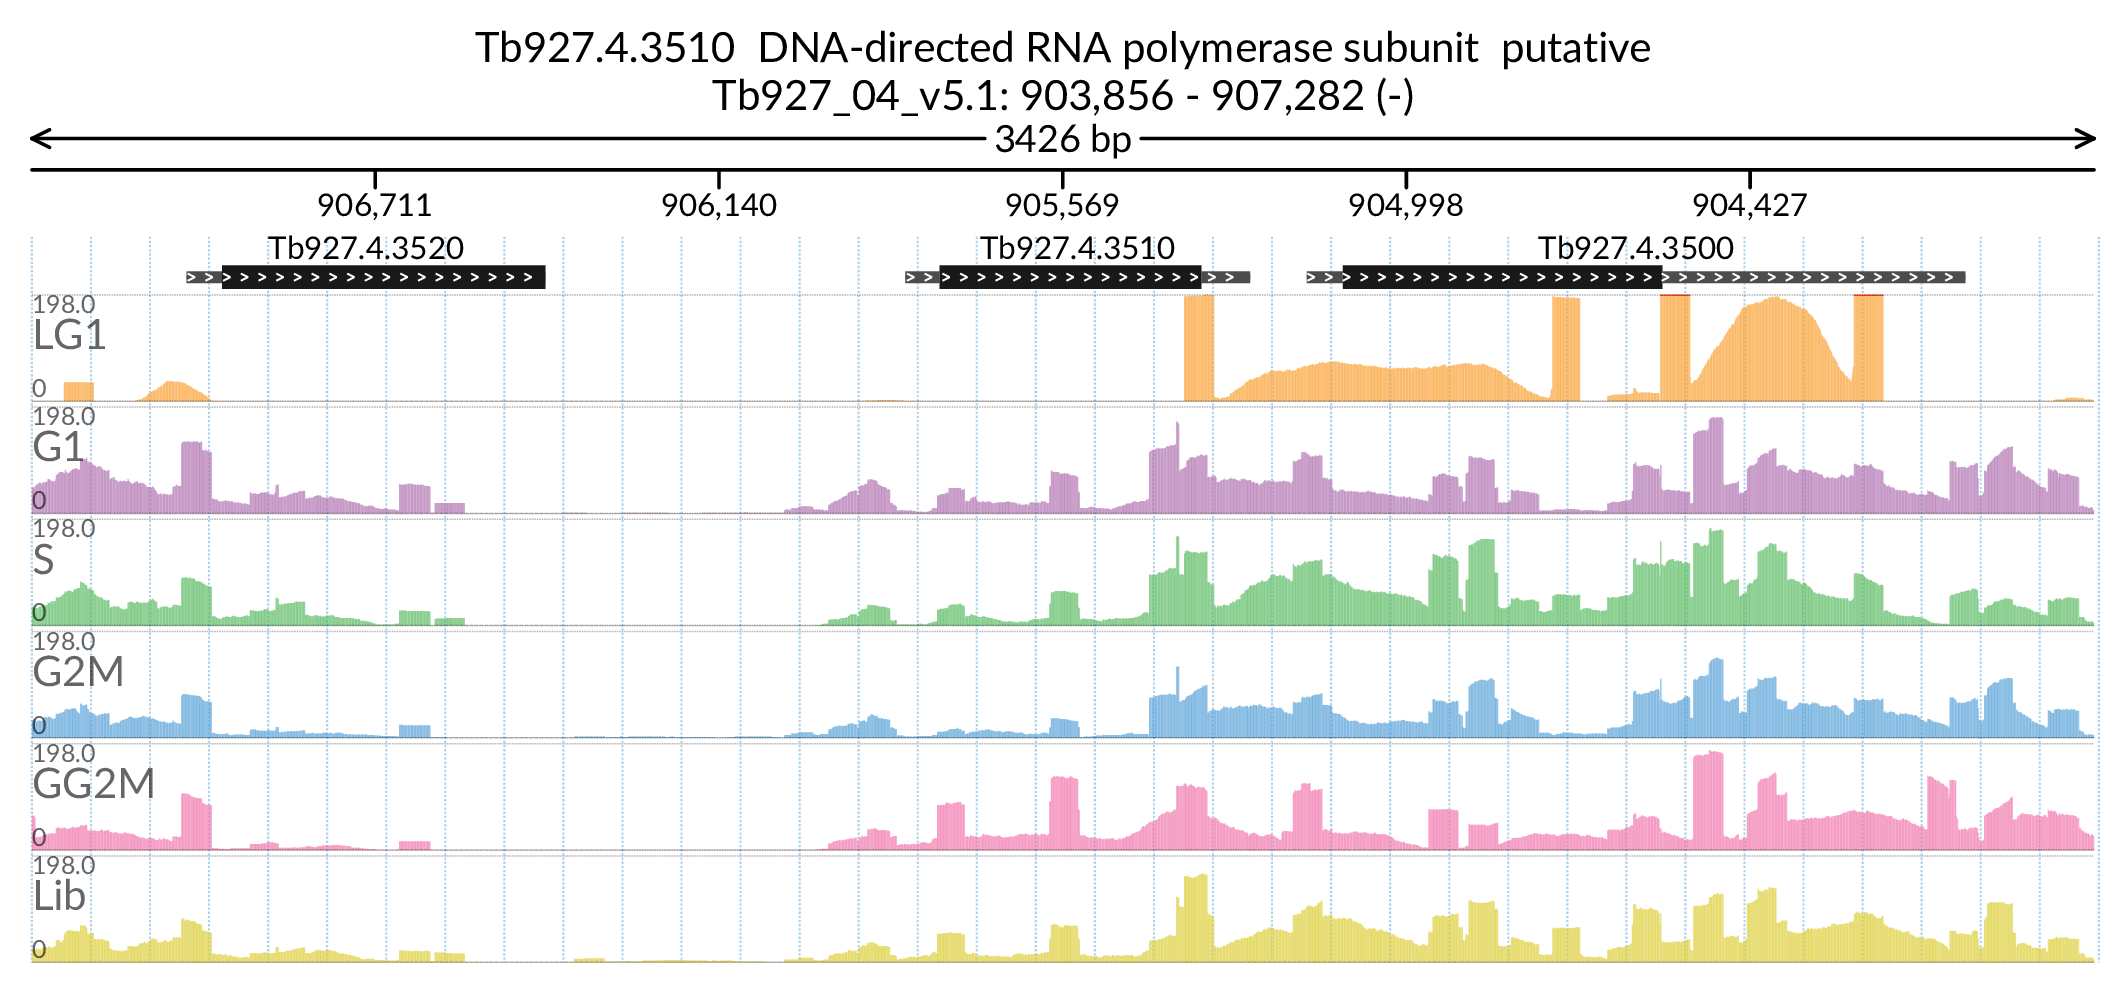 Tb927.4.3510  DNA-directed RNA polymerase subunit  putative
Tb927_04_v5.1: 903,856 - 907,282 (-)
3426 bp
906,711 906,140 905,569 904,998 904,427
Tb927.4.3520 Tb927.4.3510 Tb927.4.3500
198.0
LG1
0
198.0
G1
0
198.0
S
0
198.0
G2M
0
198.0
GG2M
0
198.0
Lib
0